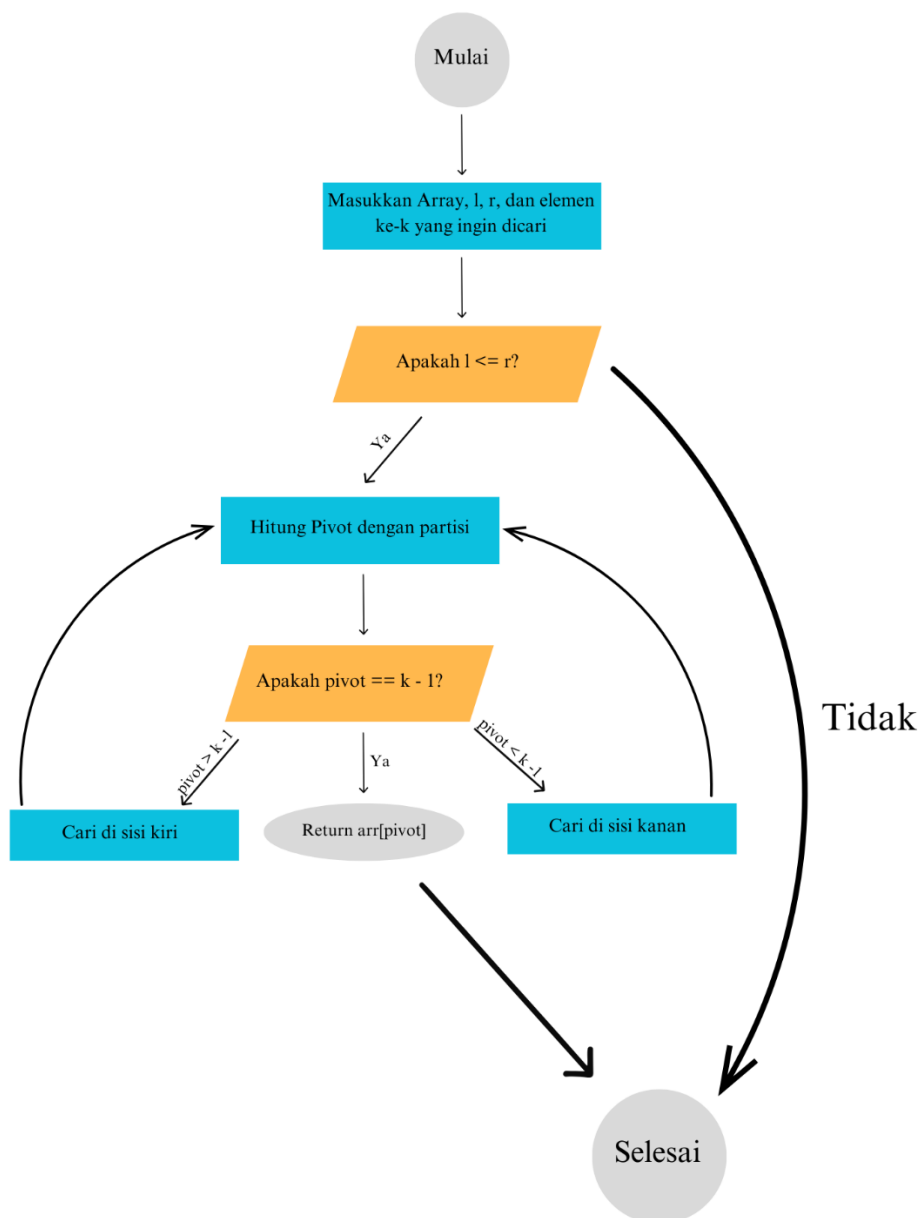 Mulai
Masukkan Array, l, r, dan elemen
ke-k yang ingin dicari
Apakah l <= r?
Ya
Hitung Pivot dengan partisi
Apakah pivot == k - 1?
Tidak
pivot > k -1
Ya
pivot < k -1
Cari di sisi kiri
Return arr[pivot]
Cari di sisi kanan
Selesai